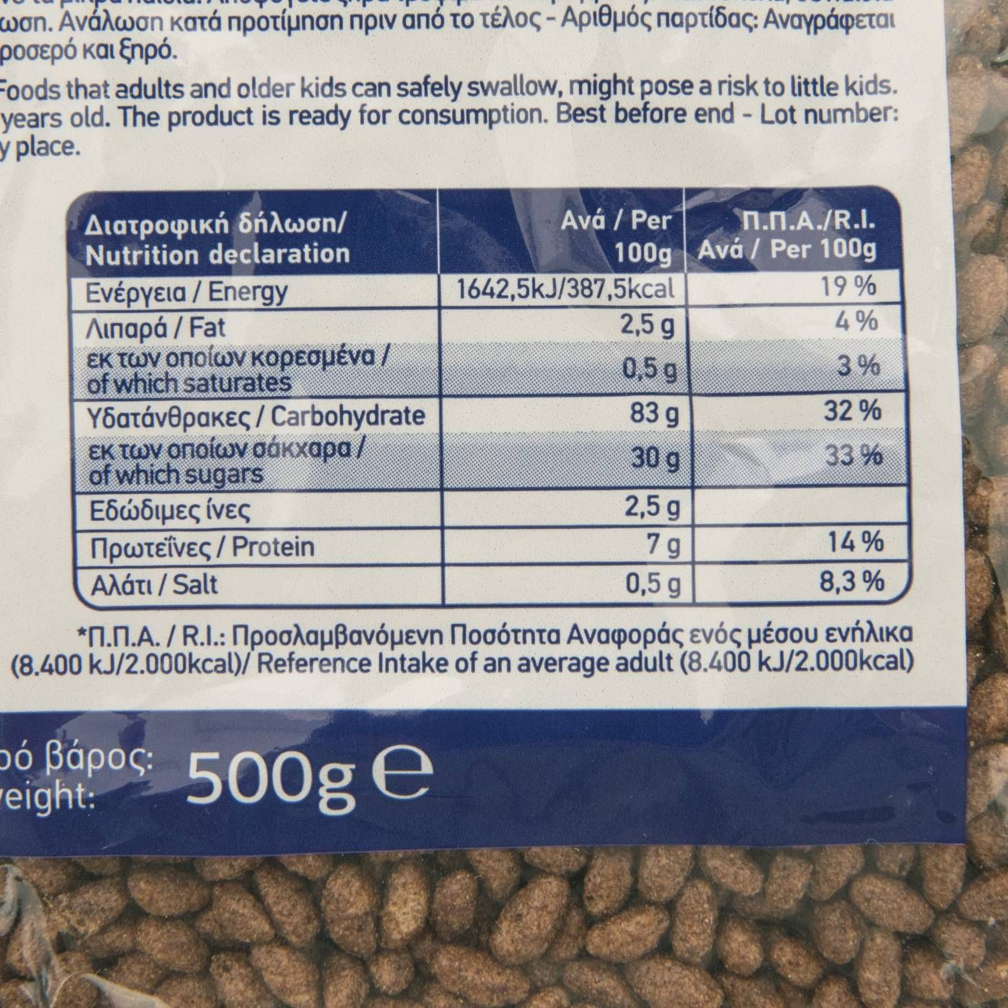 ωση. Ανάλωση κατά προτίμηση πριν από το τέλος - Αριθμός παρτίδας: Αναγράφεται
ροσερό και ξηρό.
Foods that adults and older kids can safely swallow, might pose a risk to little kids.
years old. The product is ready for consumption. Best before end - Lot number:
y place.
Διατροφική δήλωση/ Ανά / Per Π.Π.Α./R.I.
Nutrition declaration 100g Ανά / Per 100g
Ενέργεια / Energy 1642,5kJ/387,5kcal 19 %
Λιπαρά / Fat 2,5 g 4 %
εκ των οποίων κορεσμένα /
of which saturates 0,5 g 3 %
Υδατάνθρακες / Carbohydrate 83 g 32 %
εκ των οποίων σάκχαρα /
of which sugars 30 g 33 %
Εδώδιμες ίνες 2,5 g
Πρωτεΐνες / Protein 7 g 14 %
Αλάτι / Salt 0,5 g 8,3 %
*Π.Π.Α. / R.I.: Προσλαμβανόμενη Ποσότητα Αναφοράς ενός μέσου ενήλικα
(8.400 kJ/2.000kcal)/ Reference Intake of an average adult (8.400 kJ/2.000kcal)
ρό βάρος:
eight: 500g e